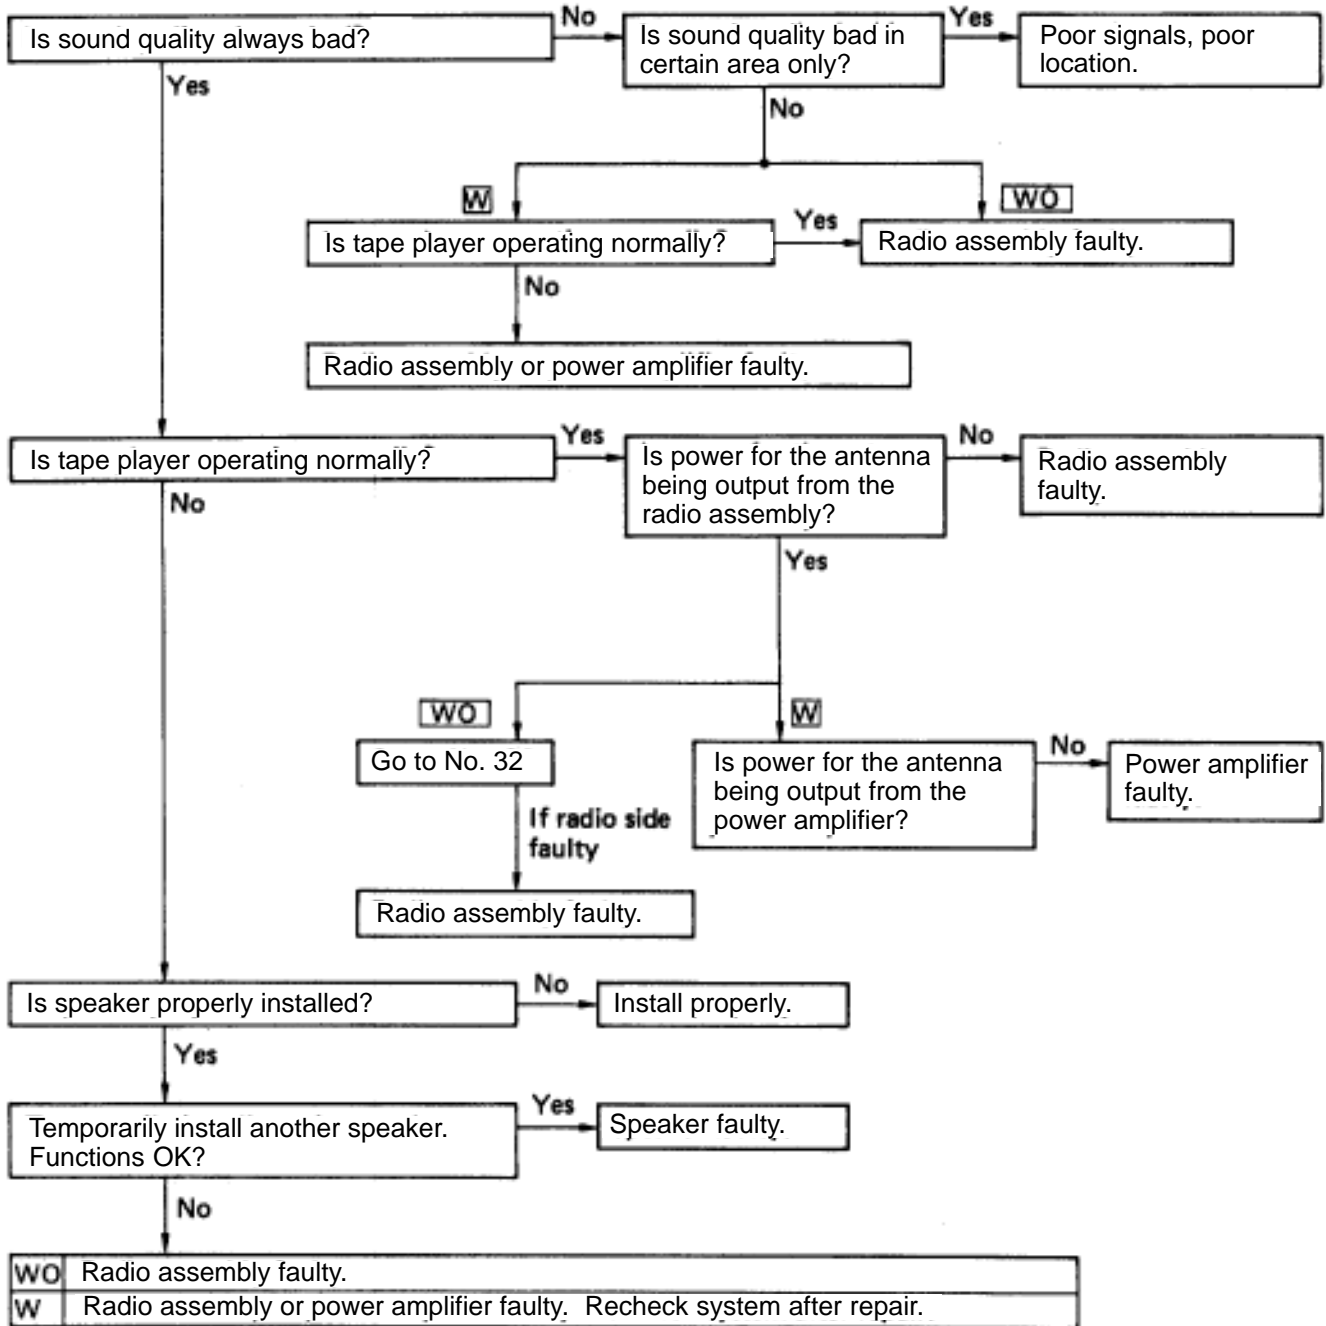 Is sound quality always bad?
No
Is sound quality bad in
certain area only?
Yes
Poor signals, poor
location.
Yes
No
W
WO
Is tape player operating normally?
Yes
Radio assembly faulty.
No
Radio assembly or power amplifier faulty.
Is tape player operating normally?
Yes
Is power for the antenna
being output from the
radio assembly?
No
Radio assembly
faulty.
No
Yes
WO
W
Go to No. 32
Is power for the antenna
being output from the
power amplifier?
No
Power amplifier
faulty.
If radio side
faulty
Radio assembly faulty.
Is speaker properly installed?
No
Install properly.
Yes
Temporarily install another speaker.
Functions OK?
Yes
Speaker faulty.
No
WO Radio assembly faulty.
W Radio assembly or power amplifier faulty. Recheck system after repair.